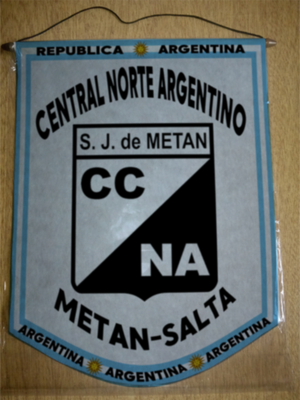 REPUBLICA ARGENTINA
CENTRAL NORTE ARGENTINO
S. J. de METAN
CC
NA
METAN-SALTA
ARGENTINA ARGENTINA ARGENTINA